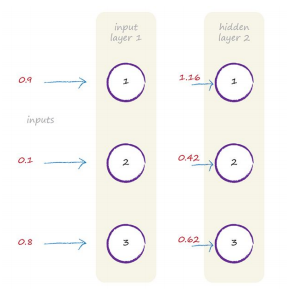 input
layer 1
hidden
layer 2
0.9
1
1.16
1
inputs
0.1
2
0.42
2
0.8
3
0.62
3